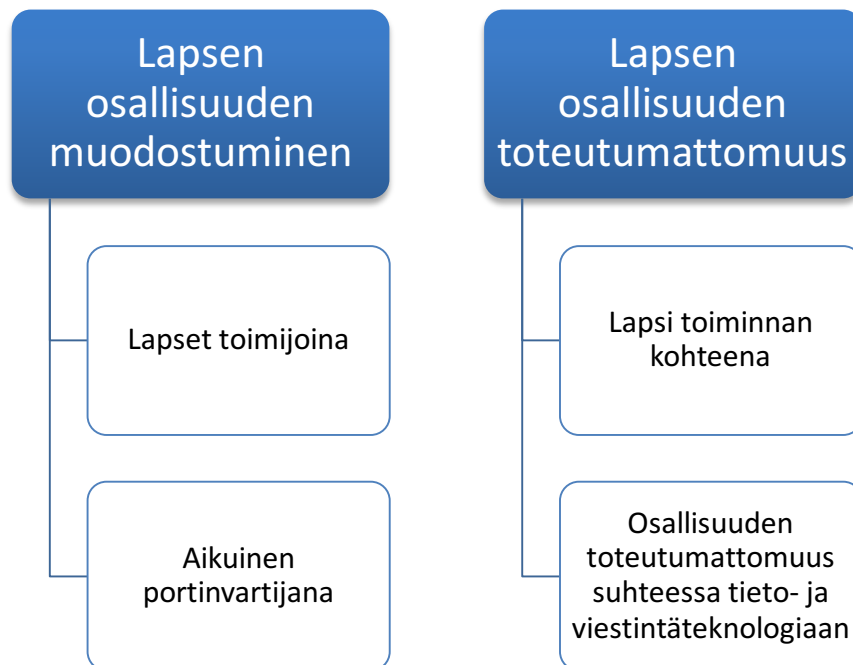 Lapsen
osallisuuden
muodostuminen
Lapset toimijoina
Aikuinen
portinvartijana
Lapsen
osallisuuden
toteutumattomuus
Lapsi toiminnan
kohteena
Osallisuuden
toteutumattomuus
suhteessa tieto- ja
viestintäteknologiaan